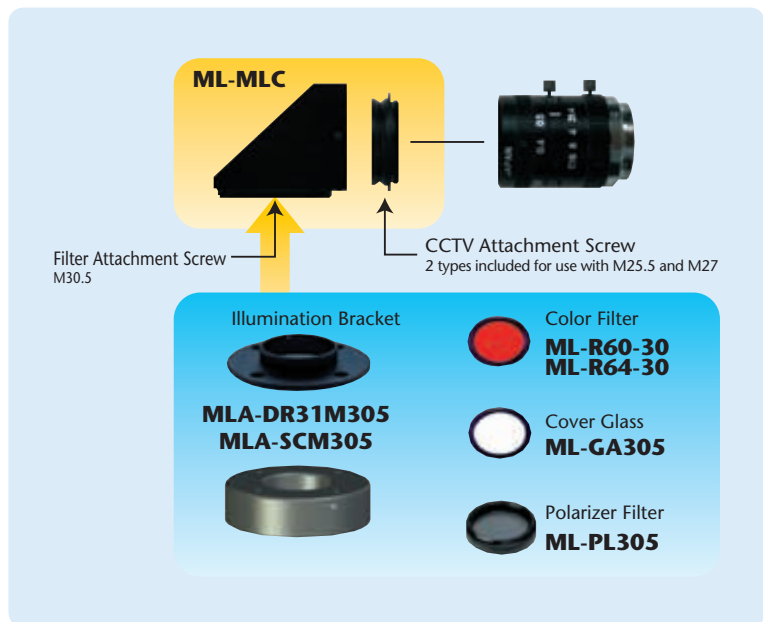 ML-MLC
Filter Attachment Screw
M30.5
CCTV Attachment Screw
2 types included for use with M25.5 and M27
Illumination Bracket
MLA-DR31M305
MLA-SCM305
Color Filter
ML-R60-30
ML-R64-30
Cover Glass
ML-GA305
Polarizer Filter
ML-PL305